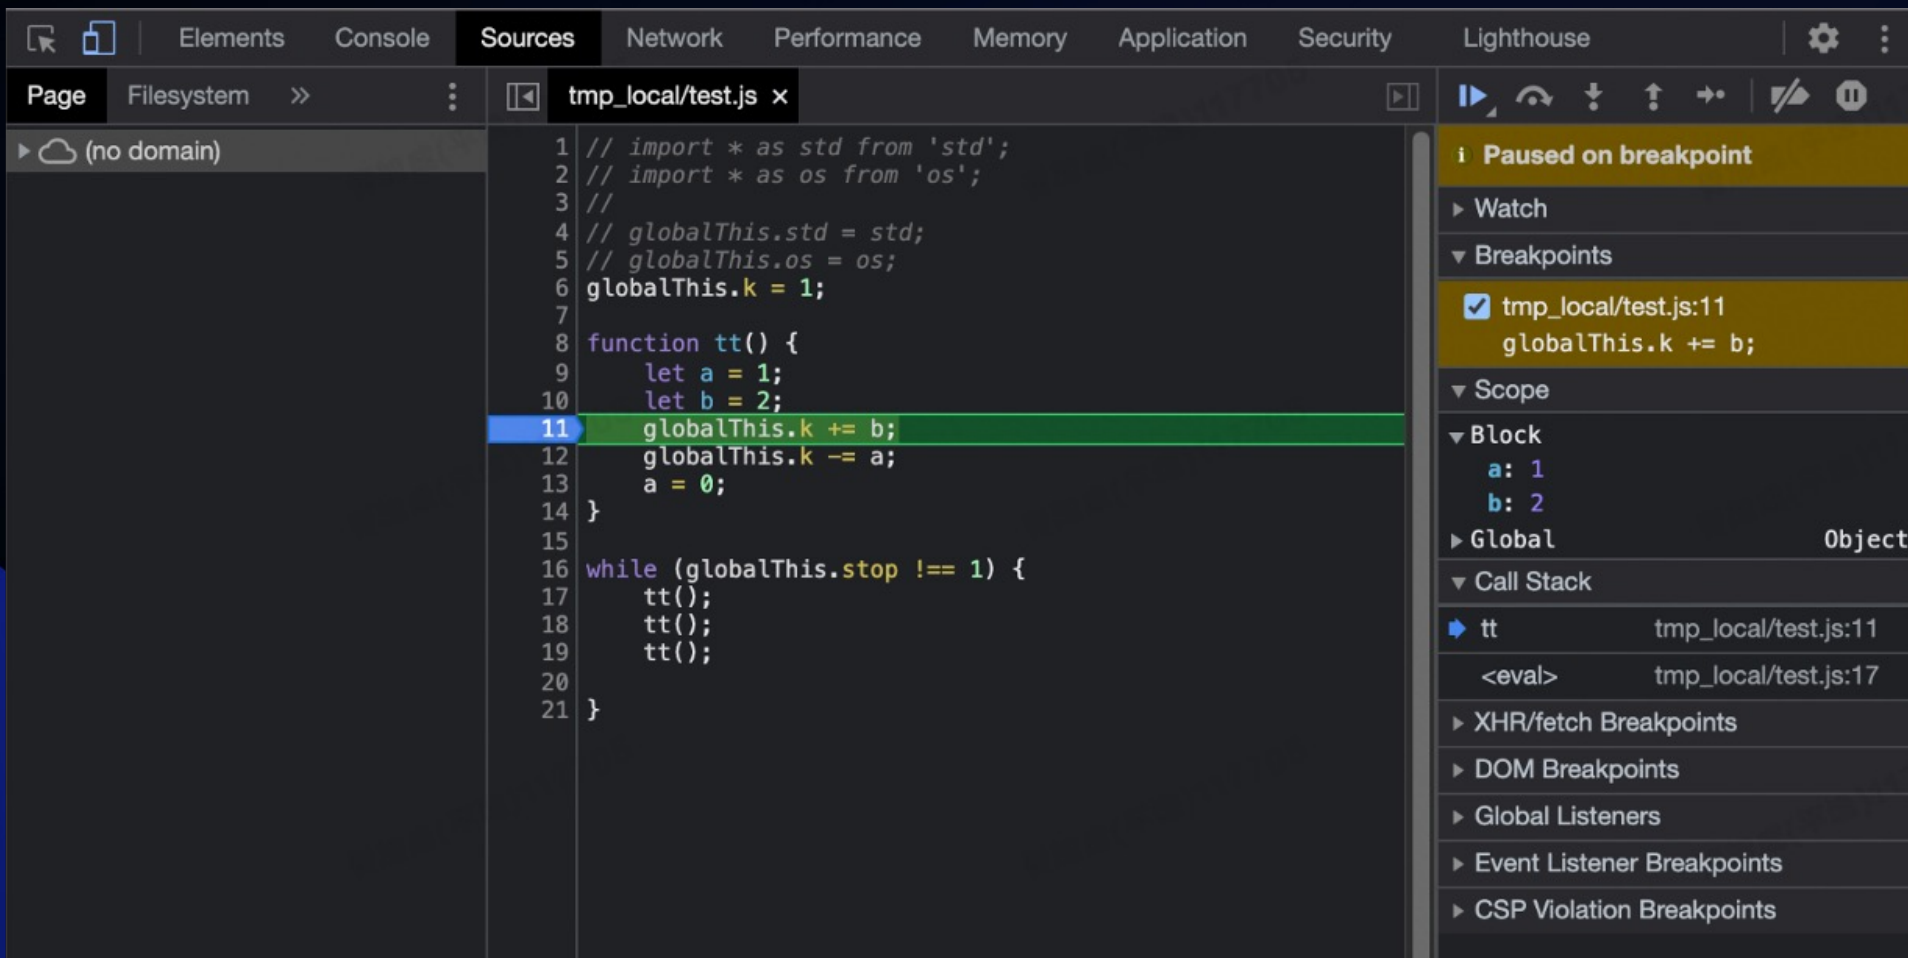 Elements Console Sources Network Performance Memory Application Security Lighthouse
Page Filesystem »
(no domain)
tmp_local/test.js ×
1 // import * as std from 'std';
2 // import * as os from 'os';
3 //
4 // globalThis.std = std;
5 // globalThis.os = os;
6 globalThis.k = 1;
7
8 function tt() {
9     let a = 1;
10     let b = 2;
11     globalThis.k += b;
12     globalThis.k -= a;
13     a = 0;
14 }
15
16 while (globalThis.stop !== 1) {
17     tt();
18     tt();
19     tt();
20
21 }
Paused on breakpoint
Watch
Breakpoints
tmp_local/test.js:11
globalThis.k += b;
Scope
Block
a: 1
b: 2
Global Object
Call Stack
tt tmp_local/test.js:11
<eval> tmp_local/test.js:17
XHR/fetch Breakpoints
DOM Breakpoints
Global Listeners
Event Listener Breakpoints
CSP Violation Breakpoints